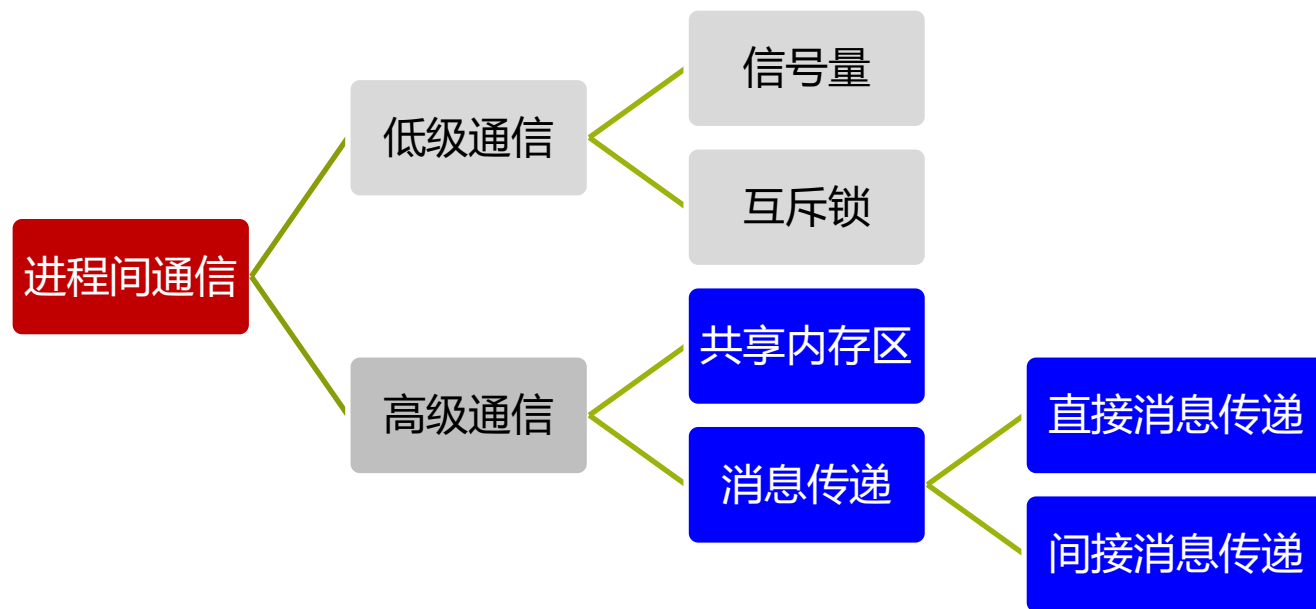 信号量
低级通信
互斥锁
进程间通信
共享内存区
高级通信
直接消息传递
消息传递
间接消息传递